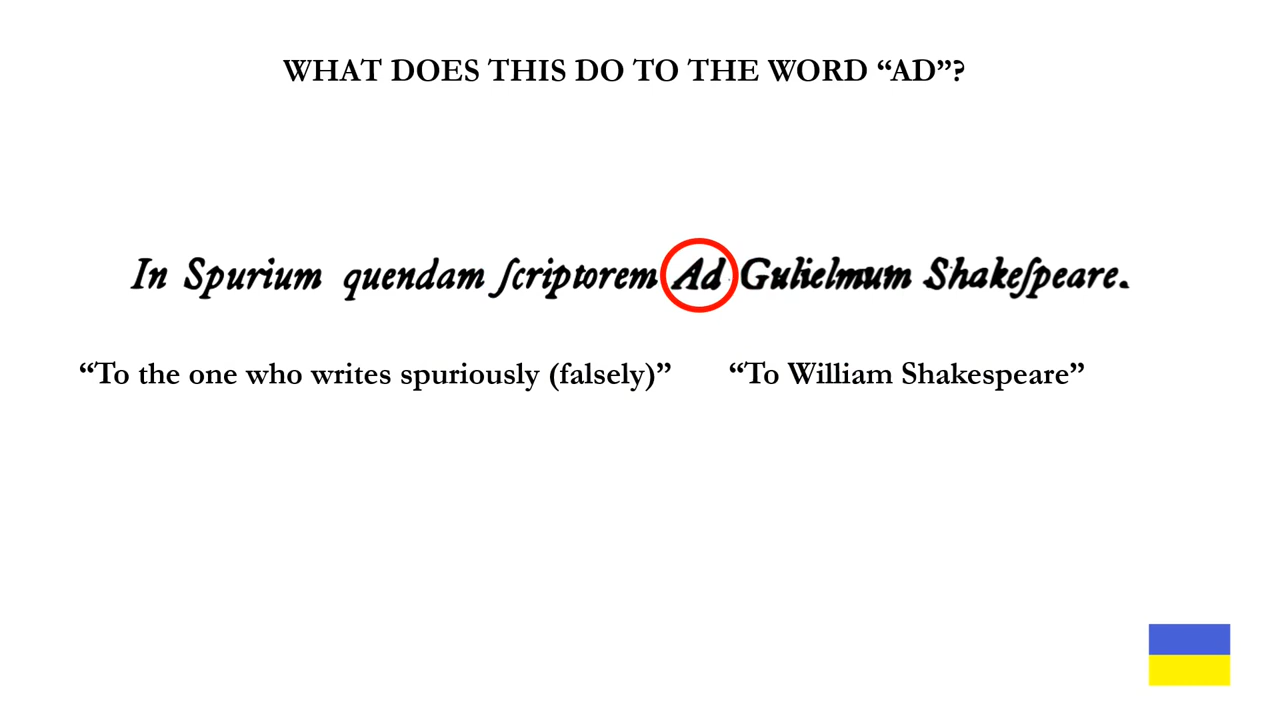 WHAT DOES THIS DO TO THE WORD “AD”?
In Spurium quendam ſcriptorem Ad Gulielmum Shakeſpeare.
“To the one who writes spuriously (falsely)” “To William Shakespeare”